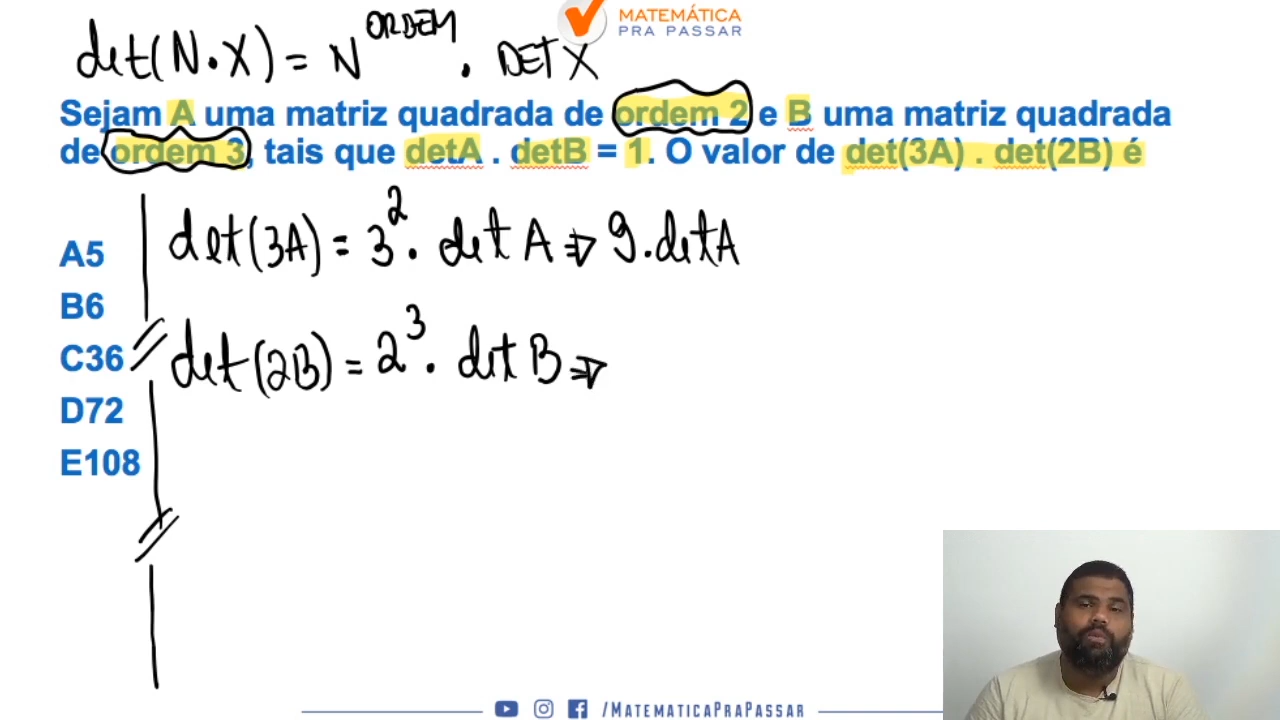 MATEMÁTICA
PRA PASSAR
det(N.X) = N^ORDEM . DET X
Sejam A uma matriz quadrada de ordem 2 e B uma matriz quadrada
de ordem 3, tais que detA . detB = 1. O valor de det(3A) . det(2B) é
det(3A) = 3^2 . det A ⇒ 9.detA
A5
B6
det(2B) = 2^3 . det B ⇒
C36
D72
E108
/MATEMATICAPRAPASSAR